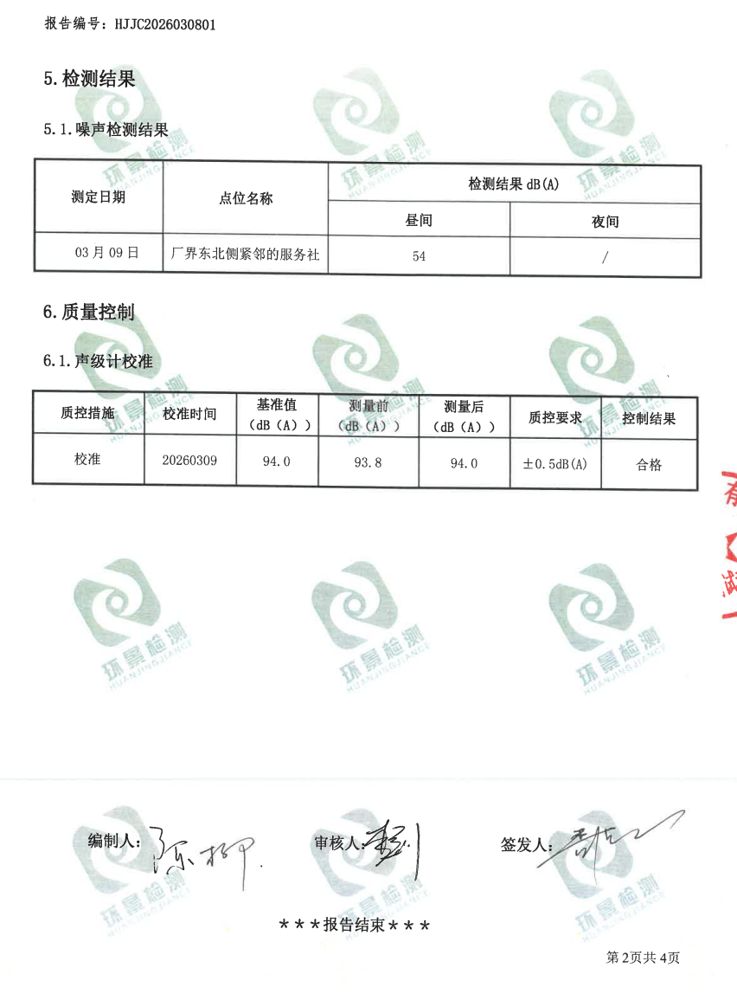 报告编号：HJJC2026030801
5.检测结果
5.1.噪声检测结果
测定日期 点位名称 检测结果 dB(A)
昼间 夜间
03 月 09 日 厂界东北侧紧邻的服务社 54 /
6.质量控制
6.1.声级计校准
质控措施 校准时间 基准值（dB（A）） 测量前（dB（A）） 测量后（dB（A）） 质控要求 控制结果
校准 20260309 94.0 93.8 94.0 ±0.5dB(A) 合格
环景检测
HUANJINGJIANCE
编制人：陈柳 审核人： 签发人：
***报告结束***
第 2页共 4页